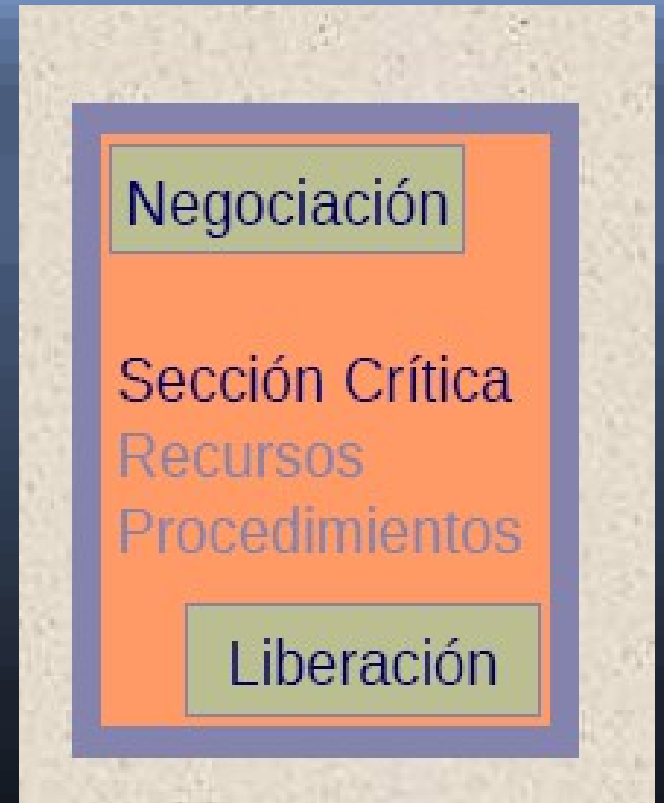 Negociación
Sección Crítica
Recursos
Procedimientos
Liberación